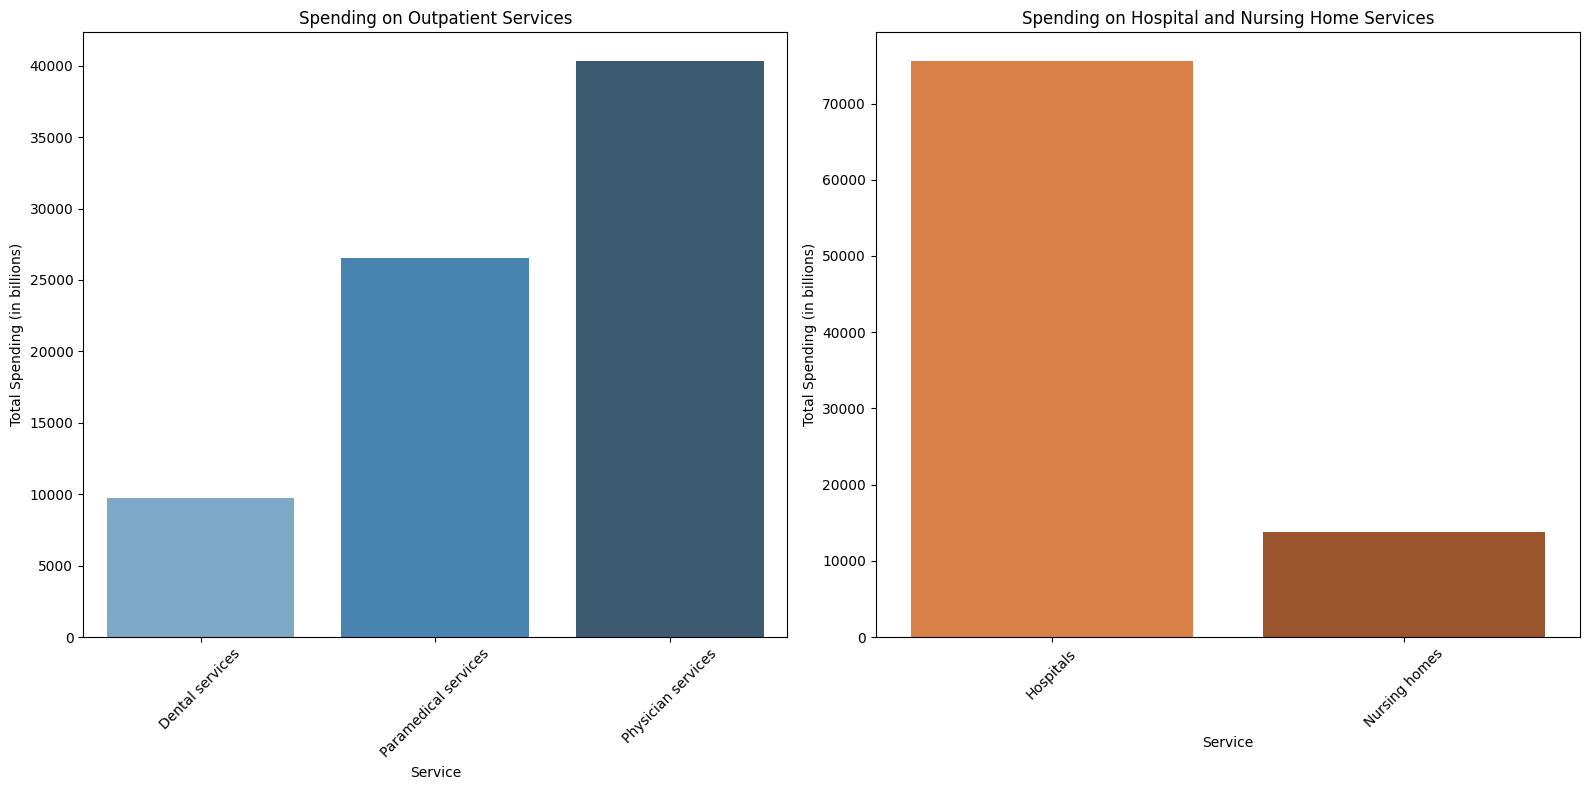 Spending on Outpatient Services
Total Spending (in billions)
40000
35000
30000
25000
20000
15000
10000
5000
0
Dental services
Paramedical services
Physician services
Service
Spending on Hospital and Nursing Home Services
Total Spending (in billions)
70000
60000
50000
40000
30000
20000
10000
0
Hospitals
Nursing homes
Service